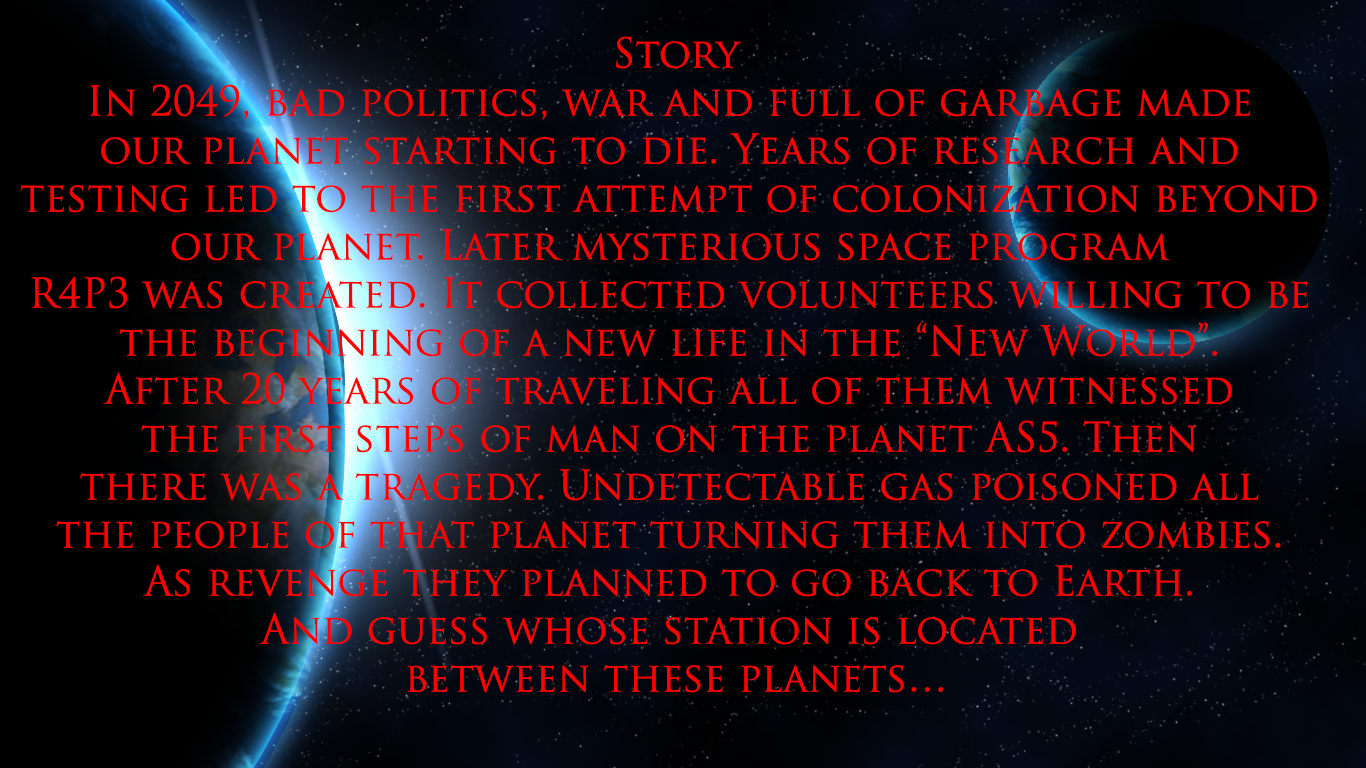 Story
In 2049, bad politics, war and full of garbage made
our planet starting to die. Years of research and
testing led to the first attempt of colonization beyond
our planet. Later mysterious space program
R4P3 was created. It collected volunteers willing to be
the beginning of a new life in the “New World”.
After 20 years of traveling all of them witnessed
the first steps of man on the planet AS5. Then
there was a tragedy. Undetectable gas poisoned all
the people of that planet turning them into zombies.
As revenge they planned to go back to Earth.
And guess whose station is located
between these planets...